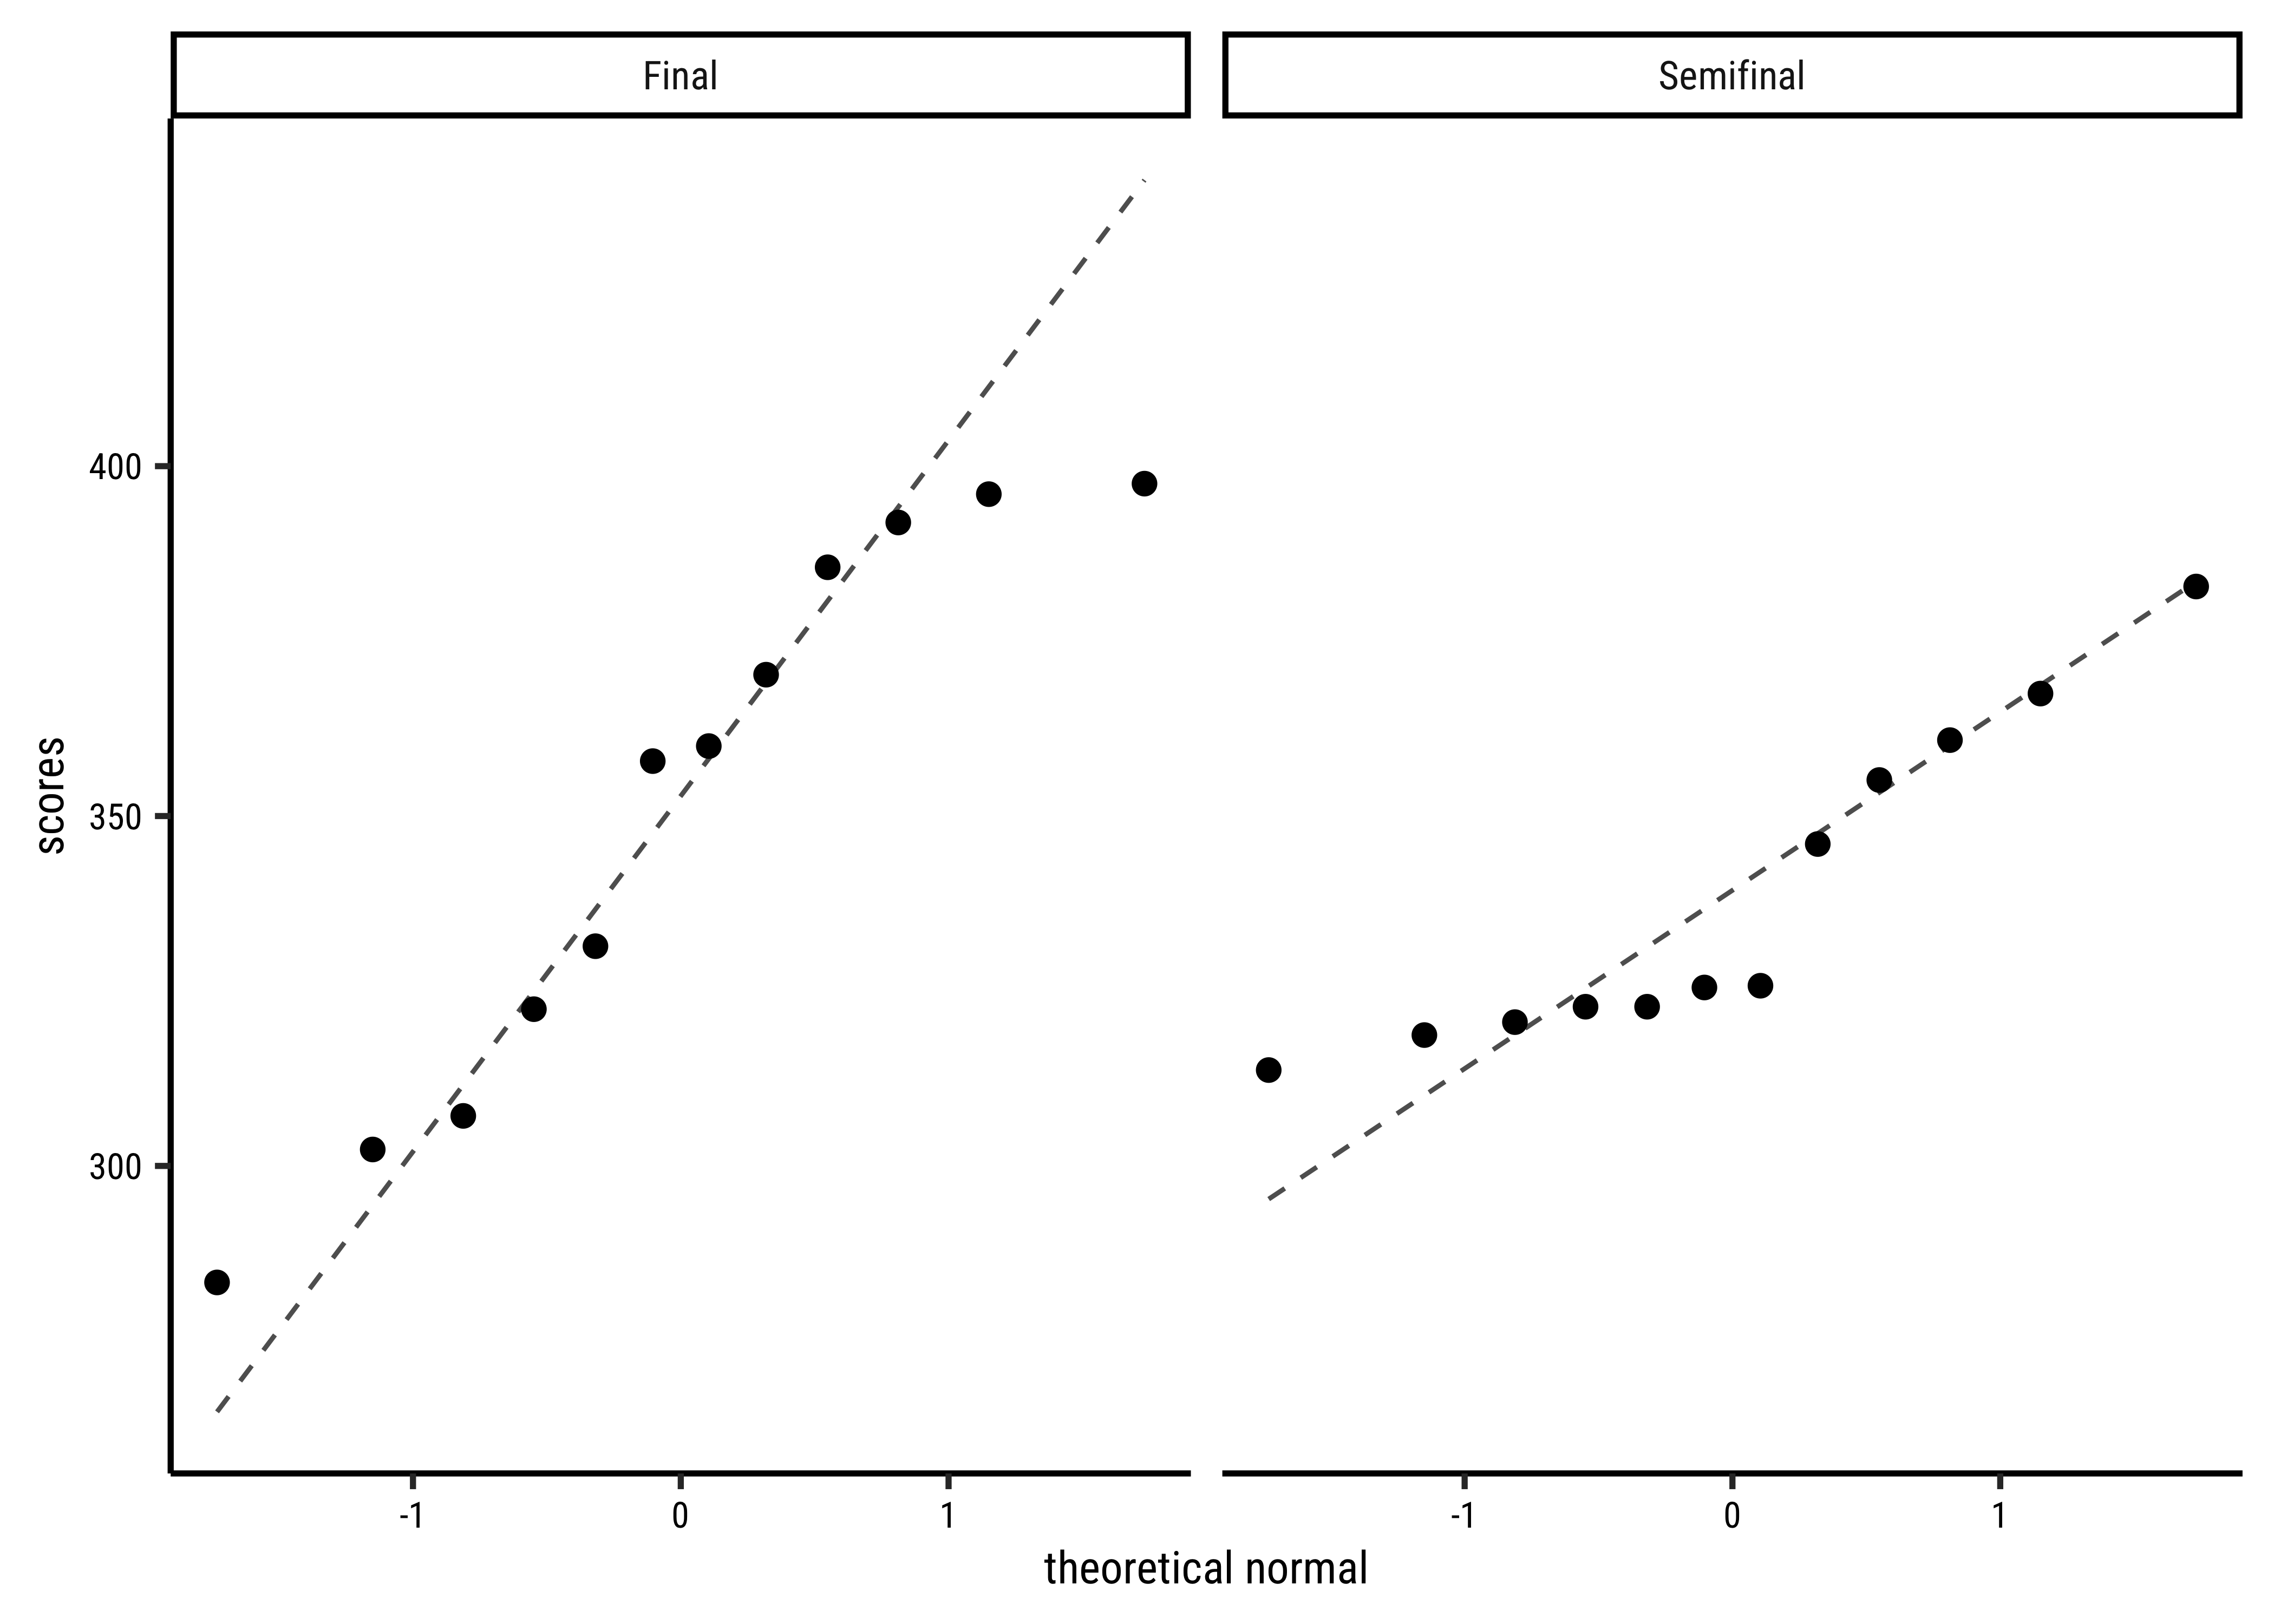 Final
Semifinal
scores
400
350
300
-1 0 1
-1 0 1
theoretical normal